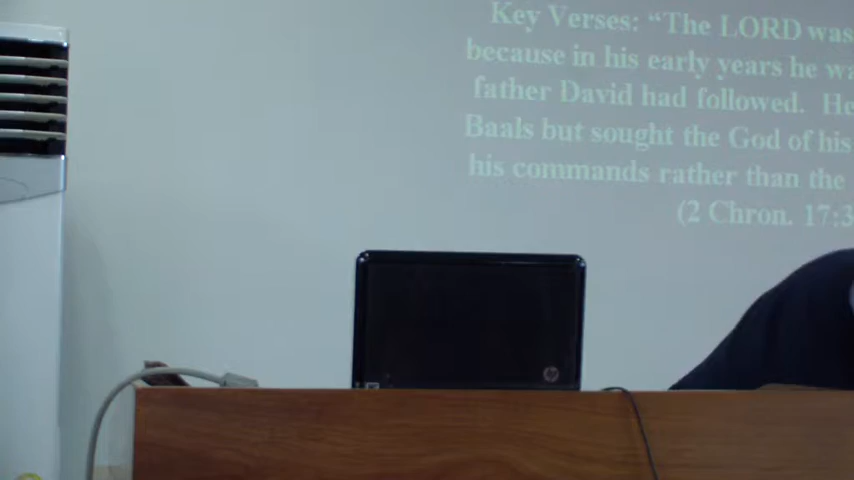 Key Verses: “The LORD was
because in his early years he wa
father David had followed. He
Baals but sought the God of his
his commands rather than the
(2 Chron. 17:3
hp